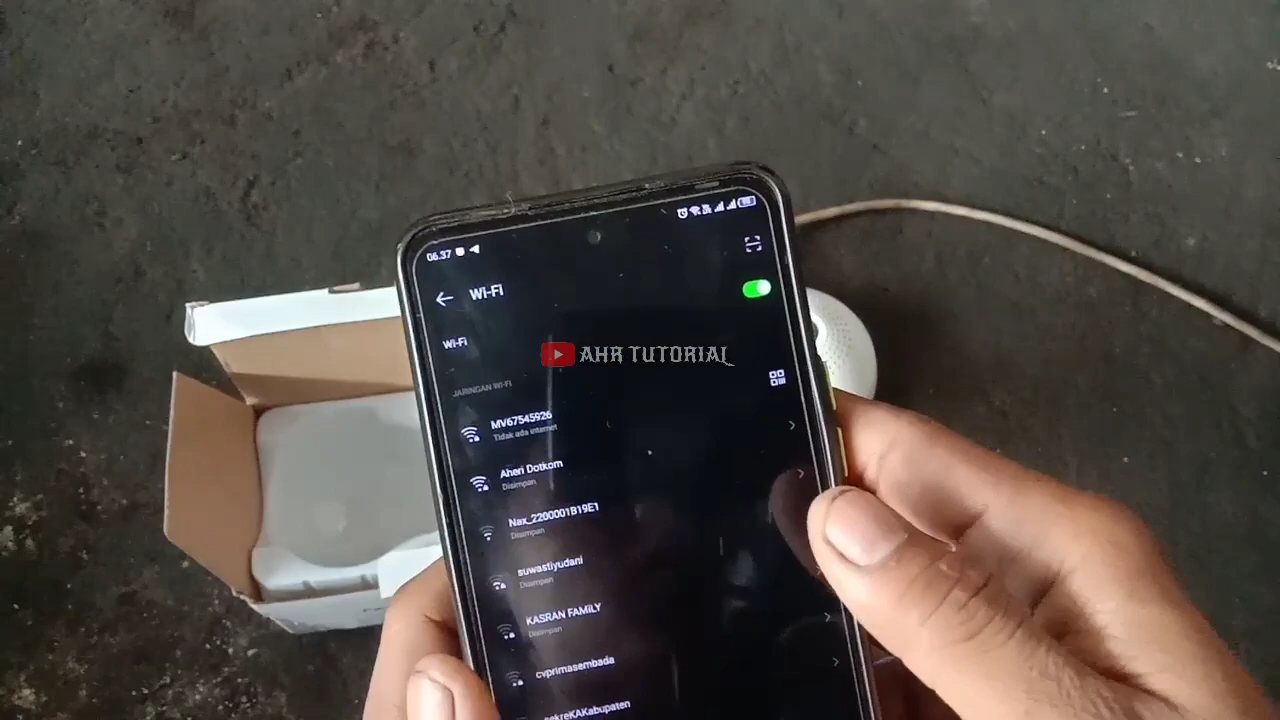 06.37
Wi-Fi
Wi-Fi
AHR TUTORIAL
JARINGAN WI-FI
MV67545926
Tidak ada internet
Aheri Dotkom
Disimpan
Nax_2200001B19E1
Disimpan
suwastiyudani
Disimpan
KASRAN FAMILY
Disimpan
cvprimasembada
sekreKAKabupaten